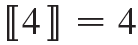 ⟦4⟧ = 4